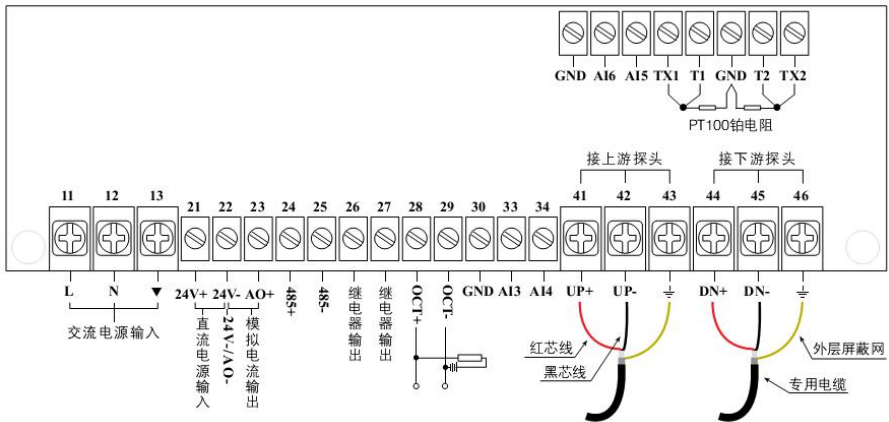 GND AI6 AI5 TX1 T1 GND T2 TX2
PT100铂电阻
接上游探头 接下游探头
11 12 13 21 22 23 24 25 26 27 28 29 30 33 34 41 42 43 44 45 46
L N ▼ 24V+ 24V- AO+ 485+ 485- 继电器输出 继电器输出 OCT+ OCT- GND AI3 AI4 UP+ UP- DN+ DN-
交流电源输入
直流电源输入
24V-/AO-
模拟电流输出
红芯线
黑芯线
外层屏蔽网
专用电缆